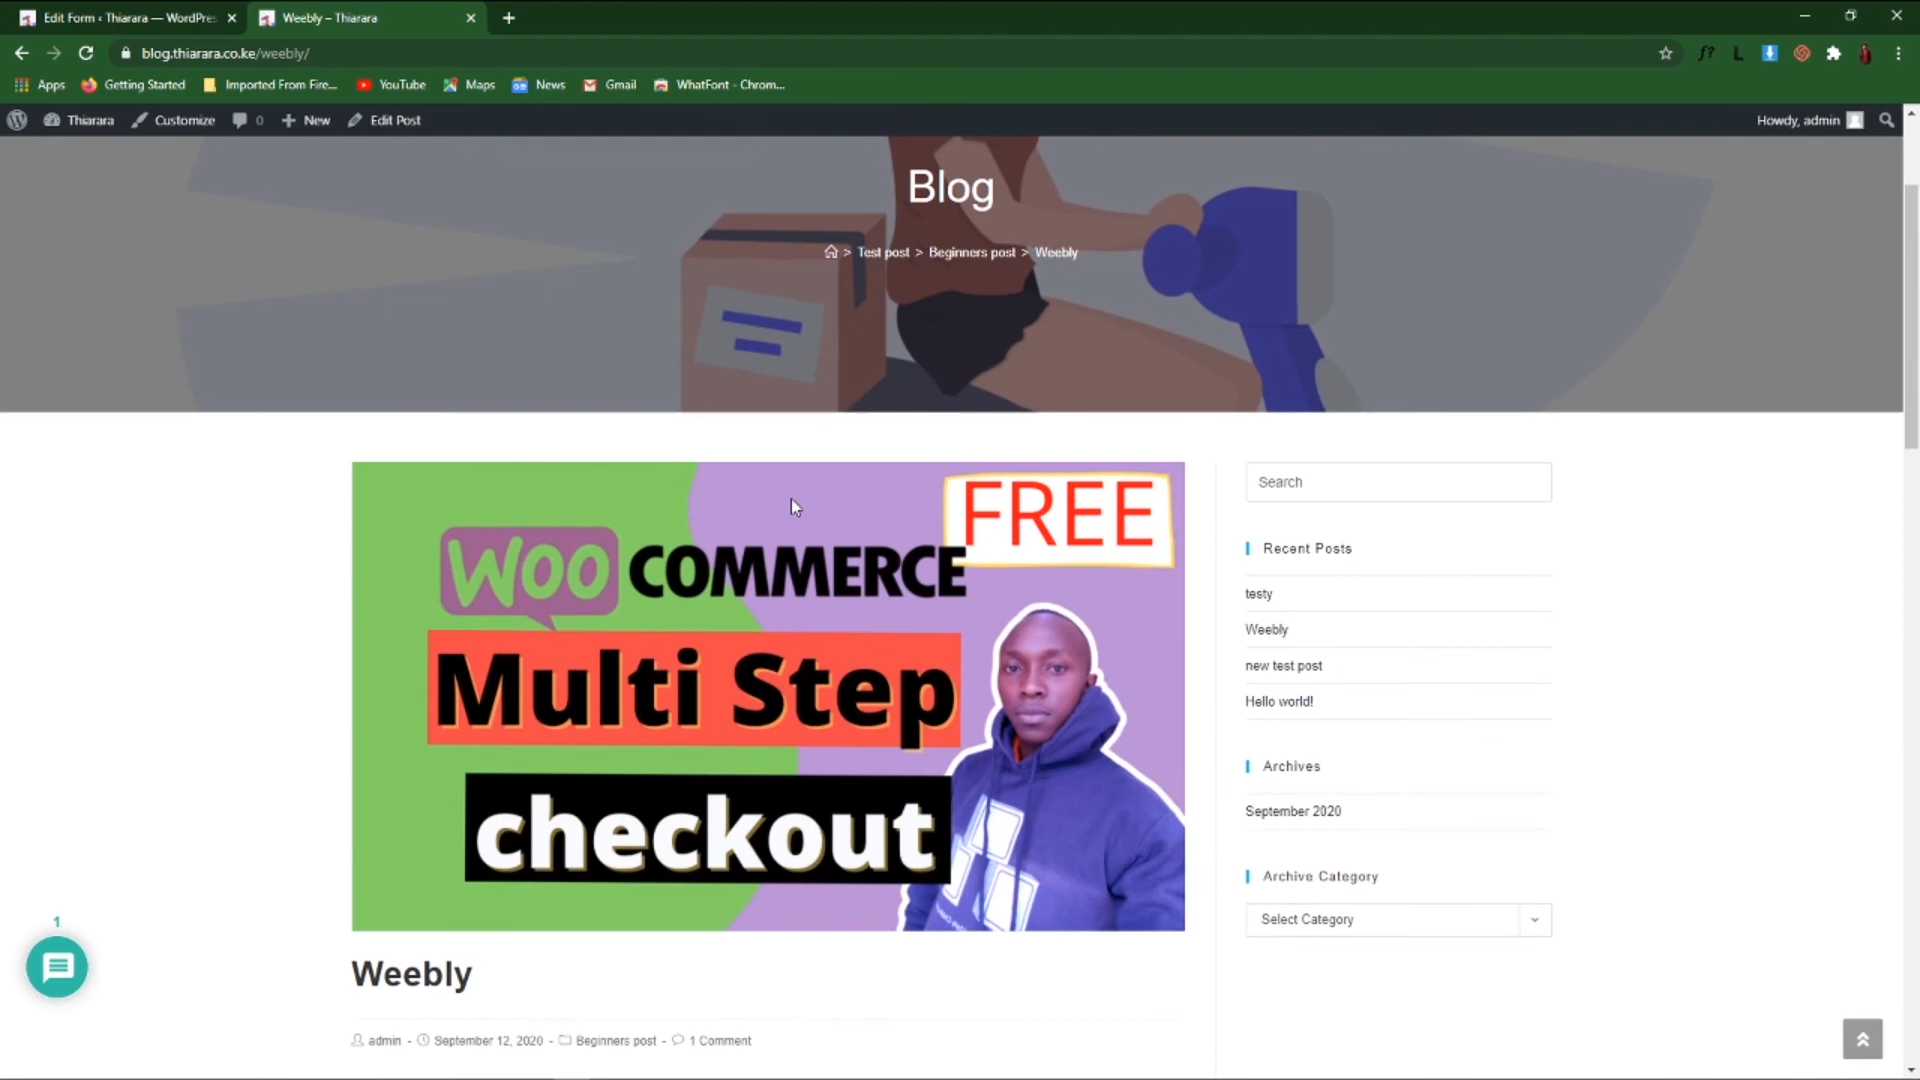 Edit Form ‹ Thiarara — WordPres
Weebly – Thiarara
blog.thiarara.co.ke/weebly/
f?
L
Apps
Getting Started
Imported From Fire...
YouTube
Maps
News
Gmail
WhatFont - Chrom...
Thiarara
Customize
0
New
Edit Post
Howdy, admin
Blog
> Test post > Beginners post > Weebly
FREE
WOO COMMERCE
Multi Step
checkout
Search
Recent Posts
testy
Weebly
new test post
Hello world!
Archives
September 2020
Archive Category
Select Category
1
Weebly
admin - September 12, 2020 - Beginners post - 1 Comment